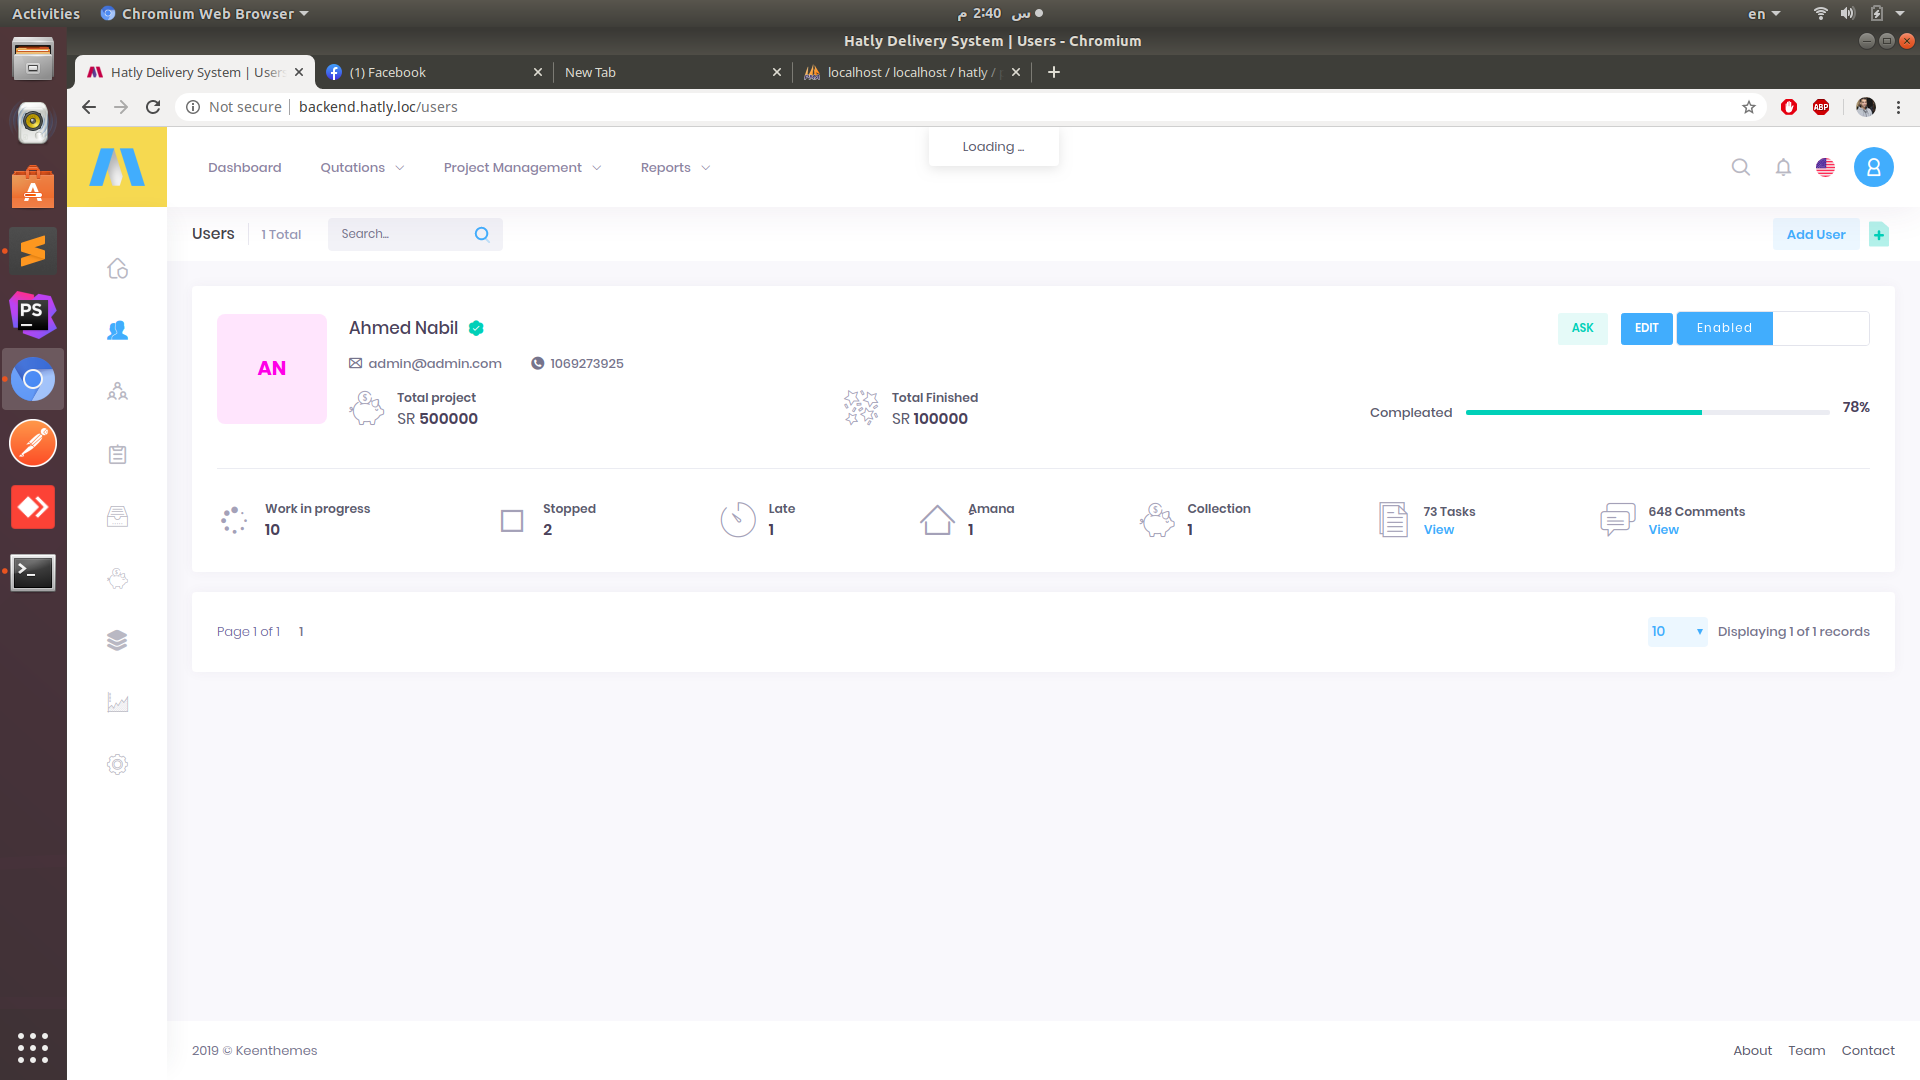 Activities
Chromium Web Browser
س 2:40 م
en
Hatly Delivery System | Users - Chromium
Hatly Delivery System | Users
(1) Facebook
New Tab
localhost / localhost / hatly /
Not secure
backend.hatly.loc/users
ABP
Loading ...
Dashboard
Qutations
Project Management
Reports
Users
1 Total
Search...
Add User
AN
Ahmed Nabil
ASK
EDIT
Enabled
admin@admin.com
1069273925
Total project
SR 500000
Total Finished
SR 100000
Compleated
78%
Work in progress
10
Stopped
2
Late
1
ِAmana
1
Collection
1
73 Tasks
View
648 Comments
View
Page 1 of 1
1
10
Displaying 1 of 1 records
PS
2019 © Keenthemes
About
Team
Contact